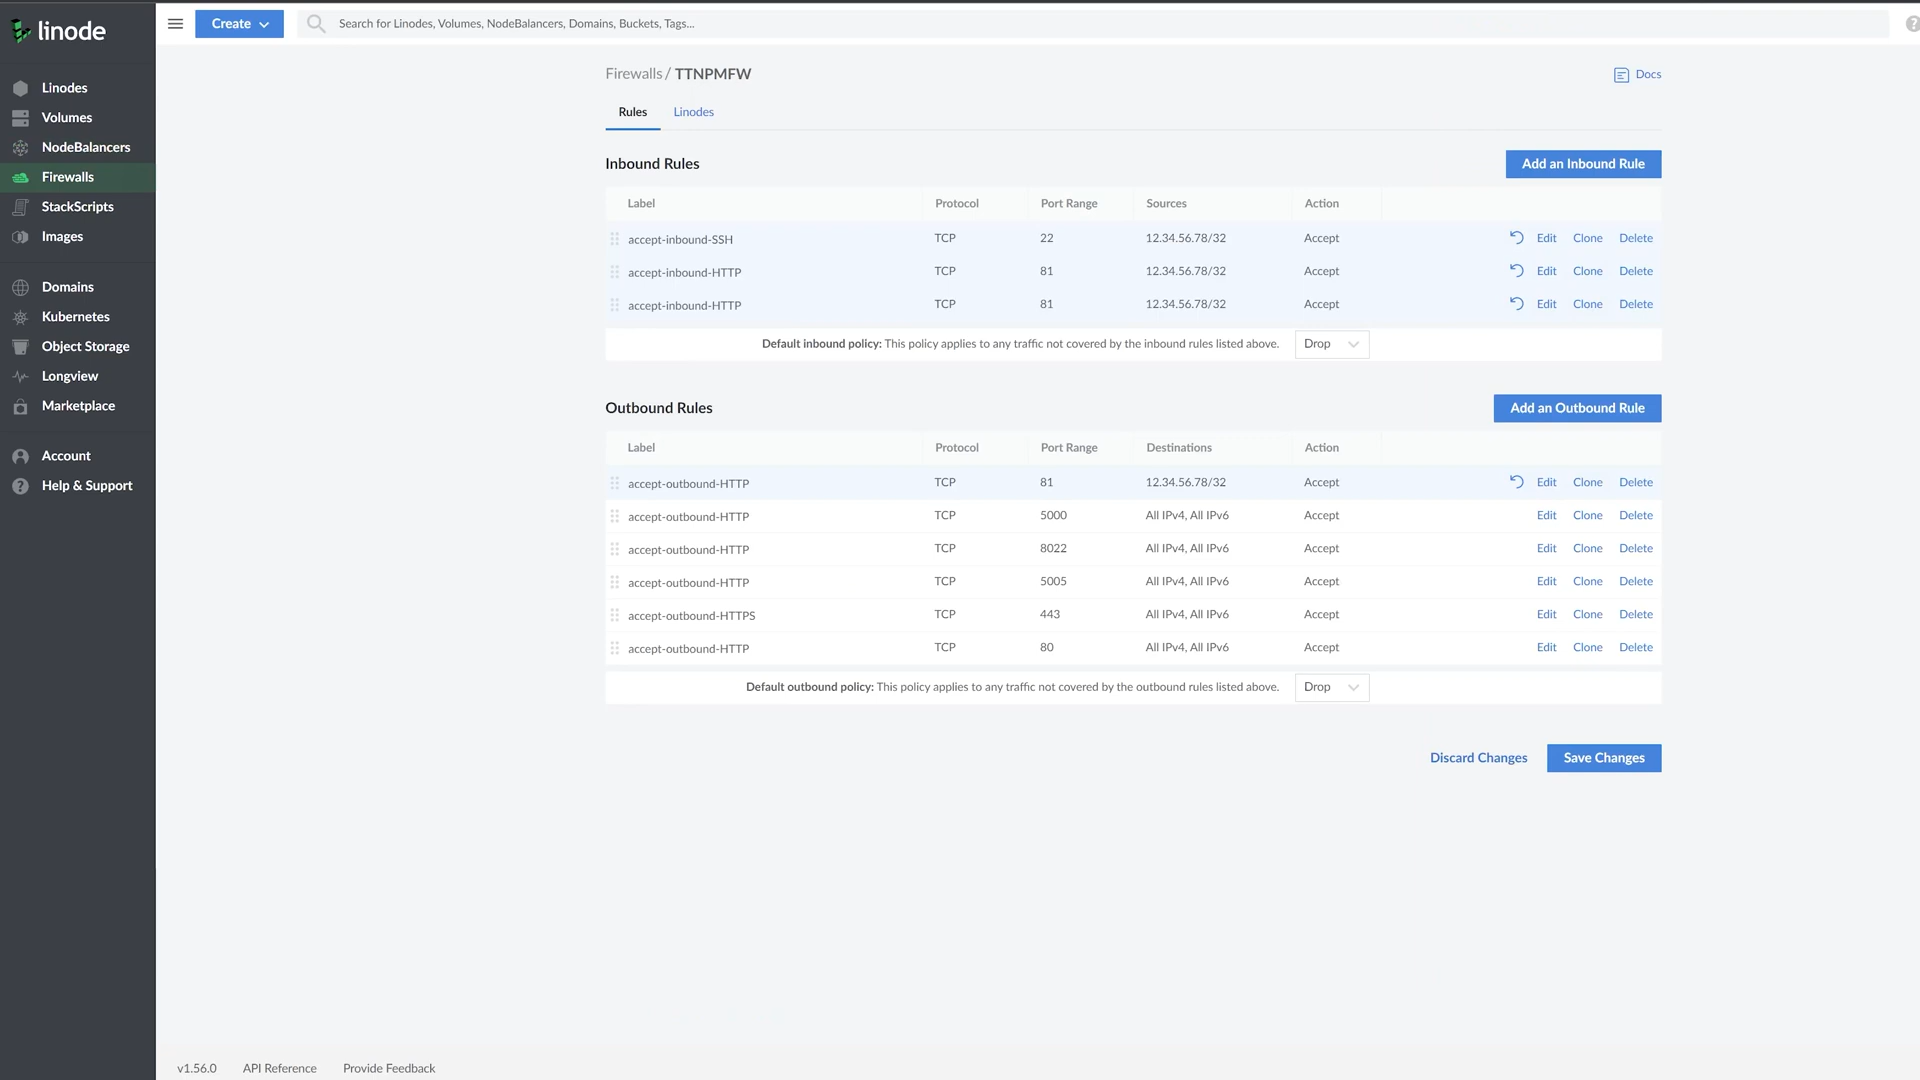 linode
Create
Search for Linodes, Volumes, NodeBalancers, Domains, Buckets, Tags...
?
Linodes
Volumes
NodeBalancers
Firewalls
StackScripts
Images
Domains
Kubernetes
Object Storage
Longview
Marketplace
Account
? Help & Support
Firewalls / TTNPMFW
Docs
Rules Linodes
Inbound Rules
Add an Inbound Rule
Label Protocol Port Range Sources Action
accept-inbound-SSH TCP 22 12.34.56.78/32 Accept Edit Clone Delete
accept-inbound-HTTP TCP 81 12.34.56.78/32 Accept Edit Clone Delete
accept-inbound-HTTP TCP 81 12.34.56.78/32 Accept Edit Clone Delete
Default inbound policy: This policy applies to any traffic not covered by the inbound rules listed above. Drop
Outbound Rules
Add an Outbound Rule
Label Protocol Port Range Destinations Action
accept-outbound-HTTP TCP 81 12.34.56.78/32 Accept Edit Clone Delete
accept-outbound-HTTP TCP 5000 All IPv4, All IPv6 Accept Edit Clone Delete
accept-outbound-HTTP TCP 8022 All IPv4, All IPv6 Accept Edit Clone Delete
accept-outbound-HTTP TCP 5005 All IPv4, All IPv6 Accept Edit Clone Delete
accept-outbound-HTTPS TCP 443 All IPv4, All IPv6 Accept Edit Clone Delete
accept-outbound-HTTP TCP 80 All IPv4, All IPv6 Accept Edit Clone Delete
Default outbound policy: This policy applies to any traffic not covered by the outbound rules listed above. Drop
Discard Changes Save Changes
v1.56.0 API Reference Provide Feedback